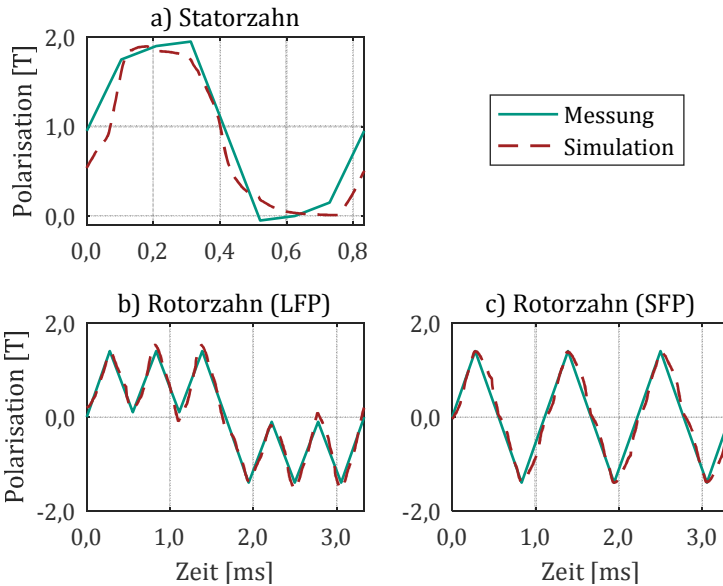 a) Statorzahn
Polarisation [T]
2,0
1,0
0,0
0,0 0,2 0,4 0,6 0,8
Messung
Simulation
b) Rotorzahn (LFP)
Polarisation [T]
2,0
0,0
-2,0
0,0 1,0 2,0 3,0
Zeit [ms]
c) Rotorzahn (SFP)
2,0
0,0
-2,0
0,0 1,0 2,0 3,0
Zeit [ms]